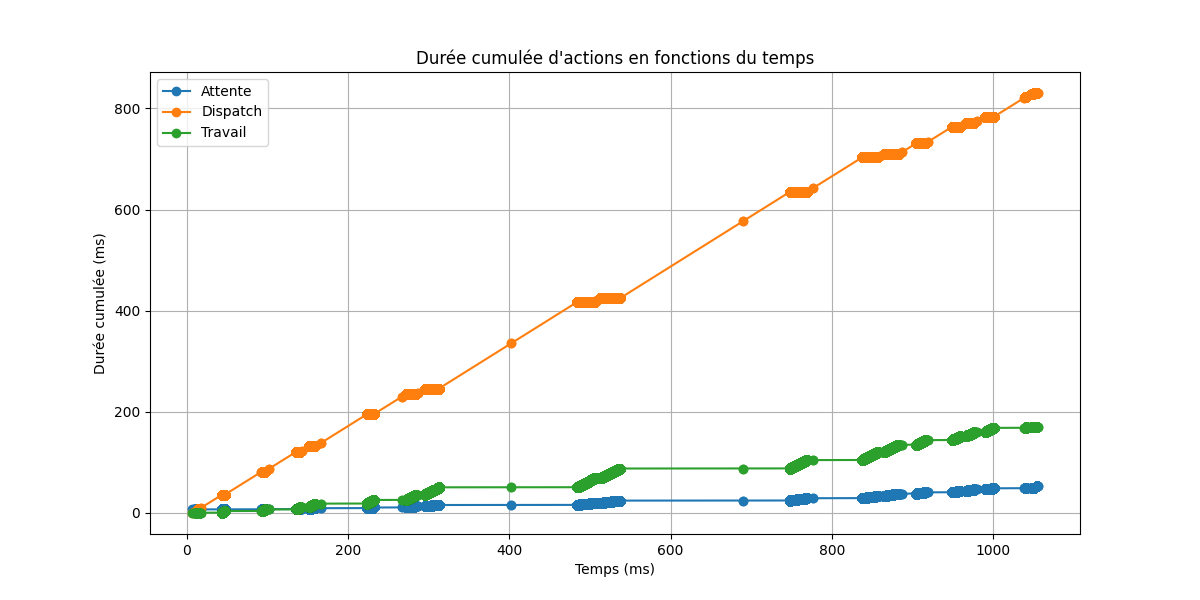 Durée cumulée d'actions en fonctions du temps
Attente
Dispatch
Travail
Durée cumulée (ms)
800
600
400
200
0
0 200 400 600 800 1000
Temps (ms)